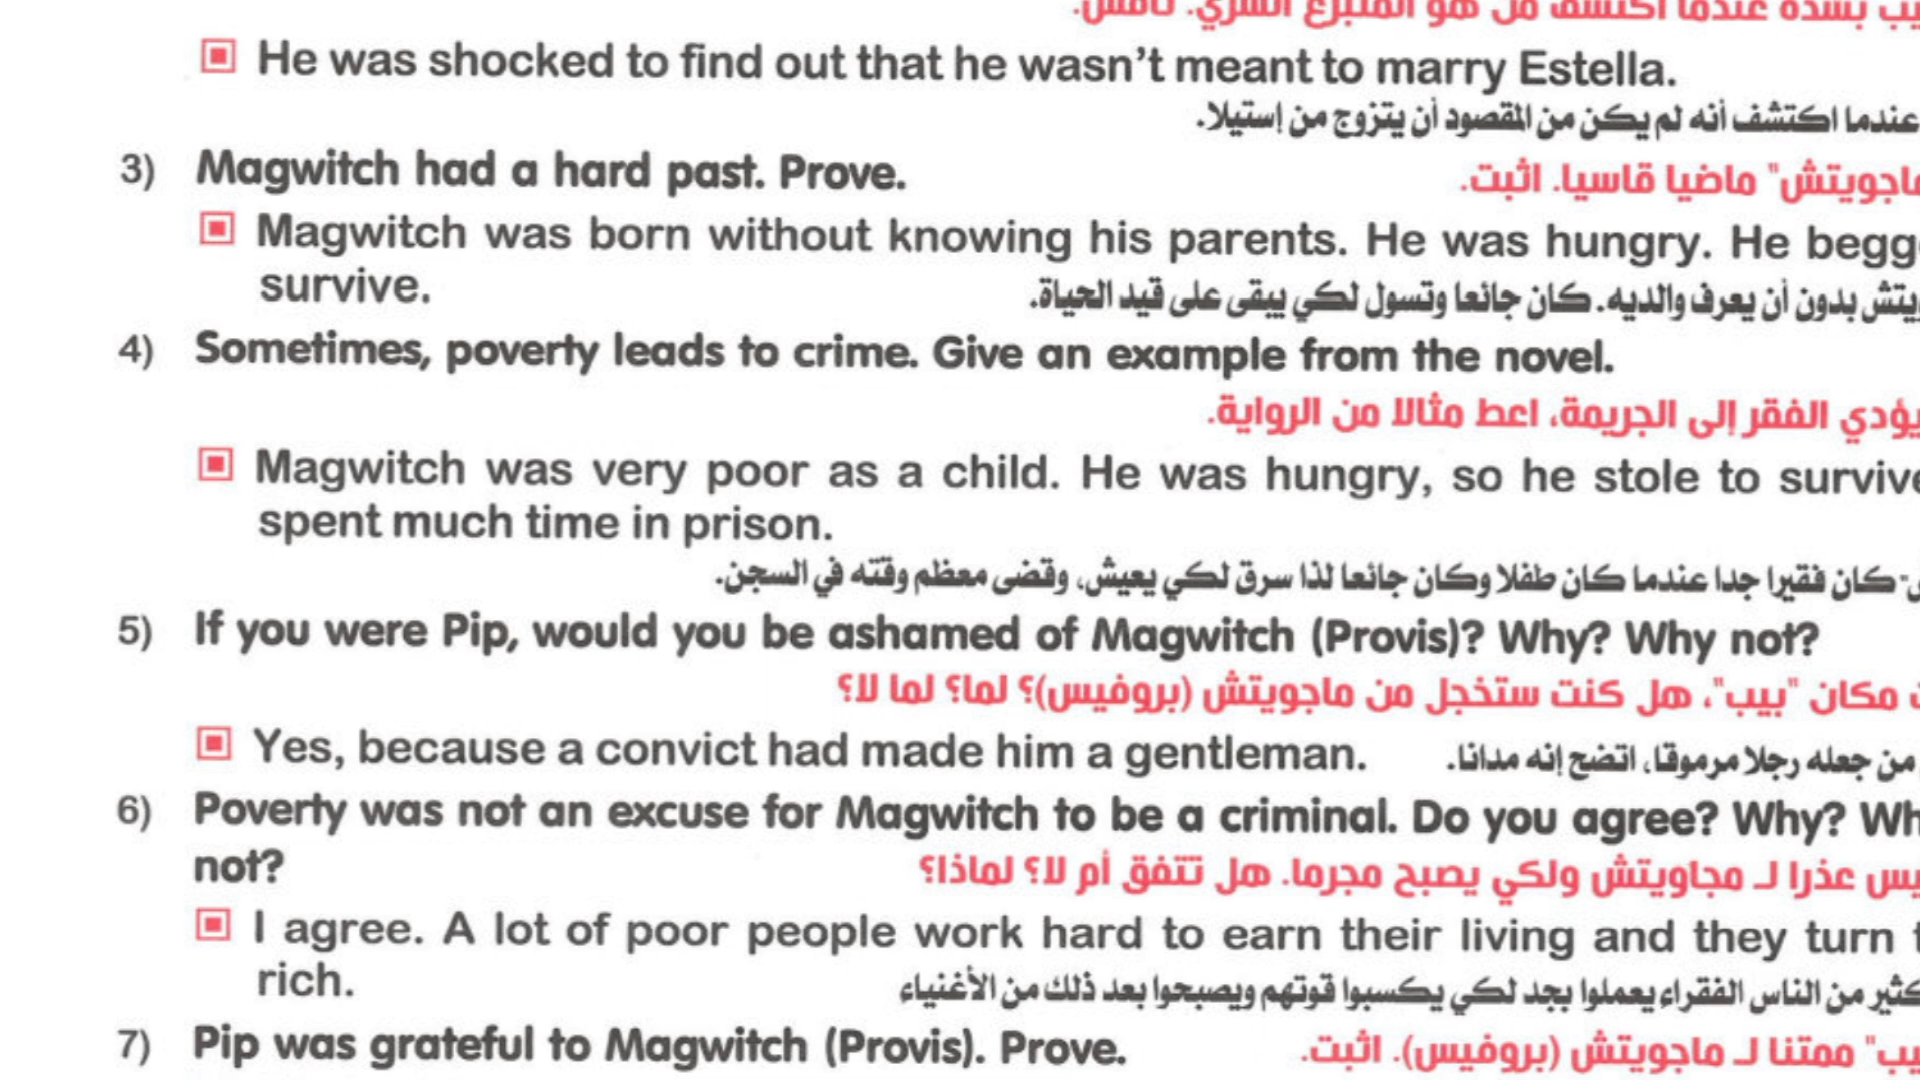 He was shocked to find out that he wasn't meant to marry Estella.
عندما اكتشف أنه لم يكن من المقصود أن يتزوج من إستيلا.
3) Magwitch had a hard past. Prove. ماضيا قاسيا. اثبت.
Magwitch was born without knowing his parents. He was hungry. He
survive. بدون أن يعرف والديه. كان جائعا وتسول لكي يبقى على قيد الحياة.
4) Sometimes, poverty leads to crime. Give an example from the novel.
يؤدي الفقر إلى الجريمة، اعط مثالا من الرواية.
Magwitch was very poor as a child. He was hungry, so he stole to survive
spent much time in prison.
كان فقيرا جدا عندما كان طفلا وكان جائعا لذا سرق لكي يعيش، وقضى معظم وقته في السجن.
5) If you were Pip, would you be ashamed of Magwitch (Provis)? Why? Why not?
مكان "بيب"، هل كنت ستخجل من ماجويتش (بروفيس)؟ لما؟ لما لا؟
Yes, because a convict had made him a gentleman. من جعله رجلا مرموقا، اتضح إنه مدانا.
6) Poverty was not an excuse for Magwitch to be a criminal. Do you agree? Why?
not? عذرا لـ مجاويتش ولكي يصبح مجرما. هل تتفق أم لا؟ لماذا؟
I agree. A lot of poor people work hard to earn their living and they turn
rich. من الناس الفقراء يعملوا بجد لكي يكسبوا قوتهم ويصبحوا بعد ذلك من الأغنياء
7) Pip was grateful to Magwitch (Provis). Prove. ممتنا لـ ماجويتش (بروفيس). اثبت.